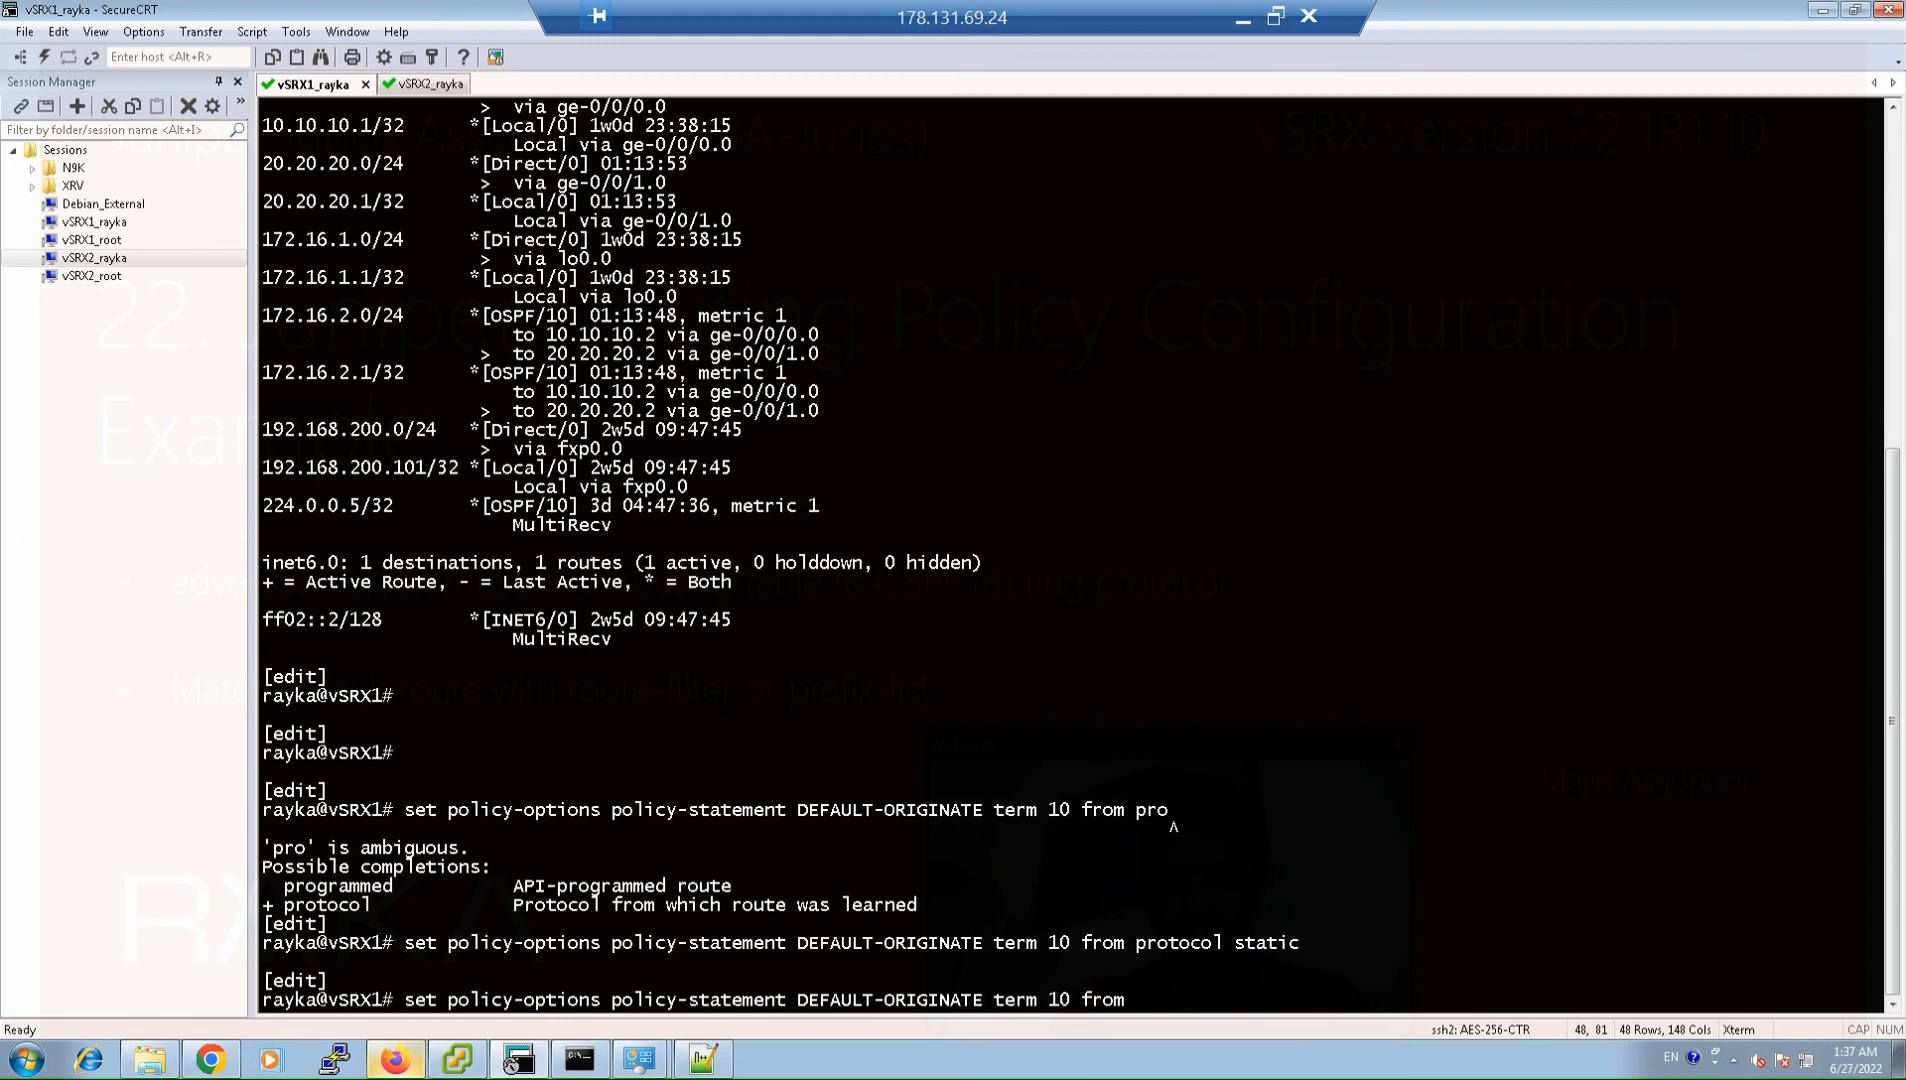 vSRX1_rayka - SecureCRT
178.131.69.24
File Edit View Options Transfer Script Tools Window Help
Enter host <Alt+R>
Session Manager
vSRX1_rayka
vSRX2_rayka
Filter by folder/session name <Alt+I>
Sessions
N9K
XRV
Debian_External
vSRX1_rayka
vSRX1_root
vSRX2_rayka
vSRX2_root
> via ge-0/0/0.0
10.10.10.1/32 *[Local/0] 1w0d 23:38:15
Local via ge-0/0/0.0
20.20.20.0/24 *[Direct/0] 01:13:53
> via ge-0/0/1.0
20.20.20.1/32 *[Local/0] 01:13:53
Local via ge-0/0/1.0
172.16.1.0/24 *[Direct/0] 1w0d 23:38:15
> via lo0.0
172.16.1.1/32 *[Local/0] 1w0d 23:38:15
Local via lo0.0
172.16.2.0/24 *[OSPF/10] 01:13:48, metric 1
to 10.10.10.2 via ge-0/0/0.0
> to 20.20.20.2 via ge-0/0/1.0
172.16.2.1/32 *[OSPF/10] 01:13:48, metric 1
to 10.10.10.2 via ge-0/0/0.0
> to 20.20.20.2 via ge-0/0/1.0
192.168.200.0/24 *[Direct/0] 2w5d 09:47:45
> via fxp0.0
192.168.200.101/32 *[Local/0] 2w5d 09:47:45
Local via fxp0.0
224.0.0.5/32 *[OSPF/10] 3d 04:47:36, metric 1
MultiRecv
inet6.0: 1 destinations, 1 routes (1 active, 0 holddown, 0 hidden)
+ = Active Route, - = Last Active, * = Both
ff02::2/128 *[INET6/0] 2w5d 09:47:45
MultiRecv
[edit]
rayka@vSRX1#
[edit]
rayka@vSRX1#
[edit]
rayka@vSRX1# set policy-options policy-statement DEFAULT-ORIGINATE term 10 from pro
^
'pro' is ambiguous.
Possible completions:
programmed API-programmed route
+ protocol Protocol from which route was learned
[edit]
rayka@vSRX1# set policy-options policy-statement DEFAULT-ORIGINATE term 10 from protocol static
[edit]
rayka@vSRX1# set policy-options policy-statement DEFAULT-ORIGINATE term 10 from
vSRX version 22.1R1 10
Policy Configuration
route with route-filter or prefix-list
Majid Asadpoor
Ready
ssh2: AES-256-CTR 48, 81 48 Rows, 148 Cols Xterm CAP NUM
EN 1:37 AM
6/27/2022